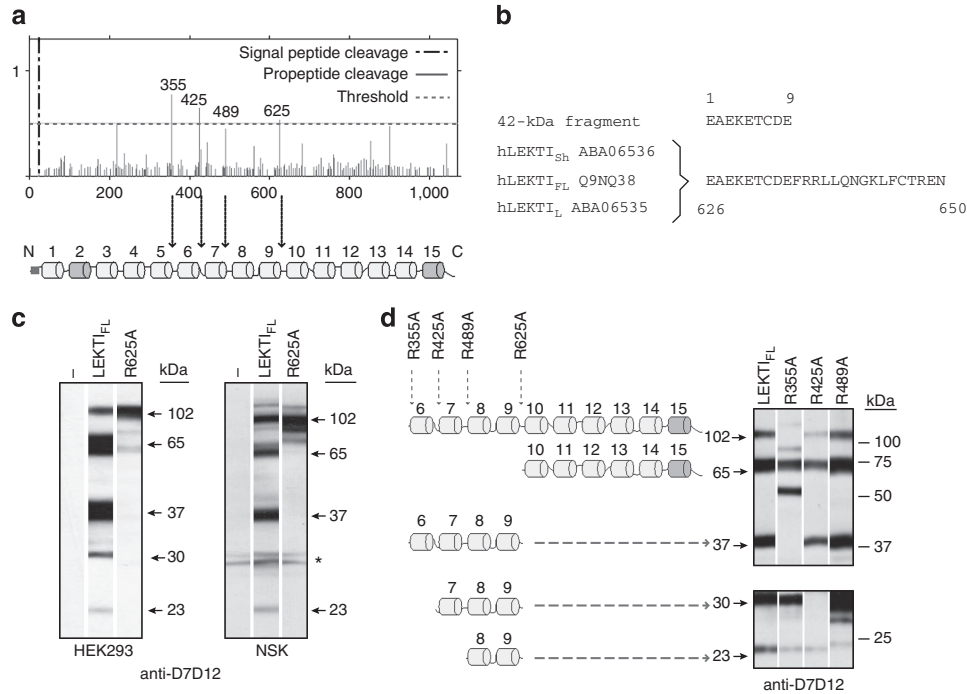 a
Signal peptide cleavage
Propeptide cleavage
Threshold
1
355
425
489
625
0 200 400 600 800 1,000
N 1 2 3 4 5 6 7 8 9 10 11 12 13 14 15 C
b
1 9
42-kDa fragment EAEKETCDE
hLEKTISh ABA06536
hLEKTIFL Q9NQ38 EAEKETCDEFRRLLQNGKLFCTREN
hLEKTIL ABA06535
626 650
c
– LEKTIFL R625A kDa
102
65
37
30
23
HEK293
– LEKTIFL R625A kDa
102
65
37
*
23
NSK
anti-D7D12
d
R355A R425A R489A R625A
6 7 8 9 10 11 12 13 14 15
10 11 12 13 14 15
6 7 8 9
7 8 9
8 9
LEKTIFL R355A R425A R489A
kDa
102
65
37
30
23
100
75
50
37
25
anti-D7D12